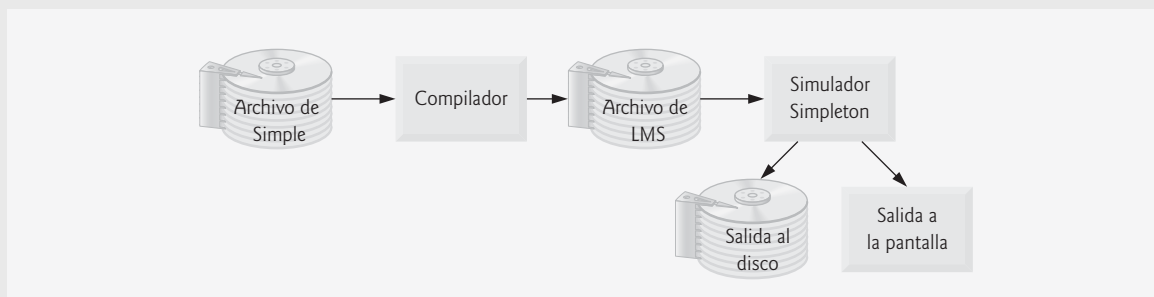 Archivo de
Simple
Compilador
Archivo de
LMS
Simulador
Simpleton
Salida al
disco
Salida a
la pantalla